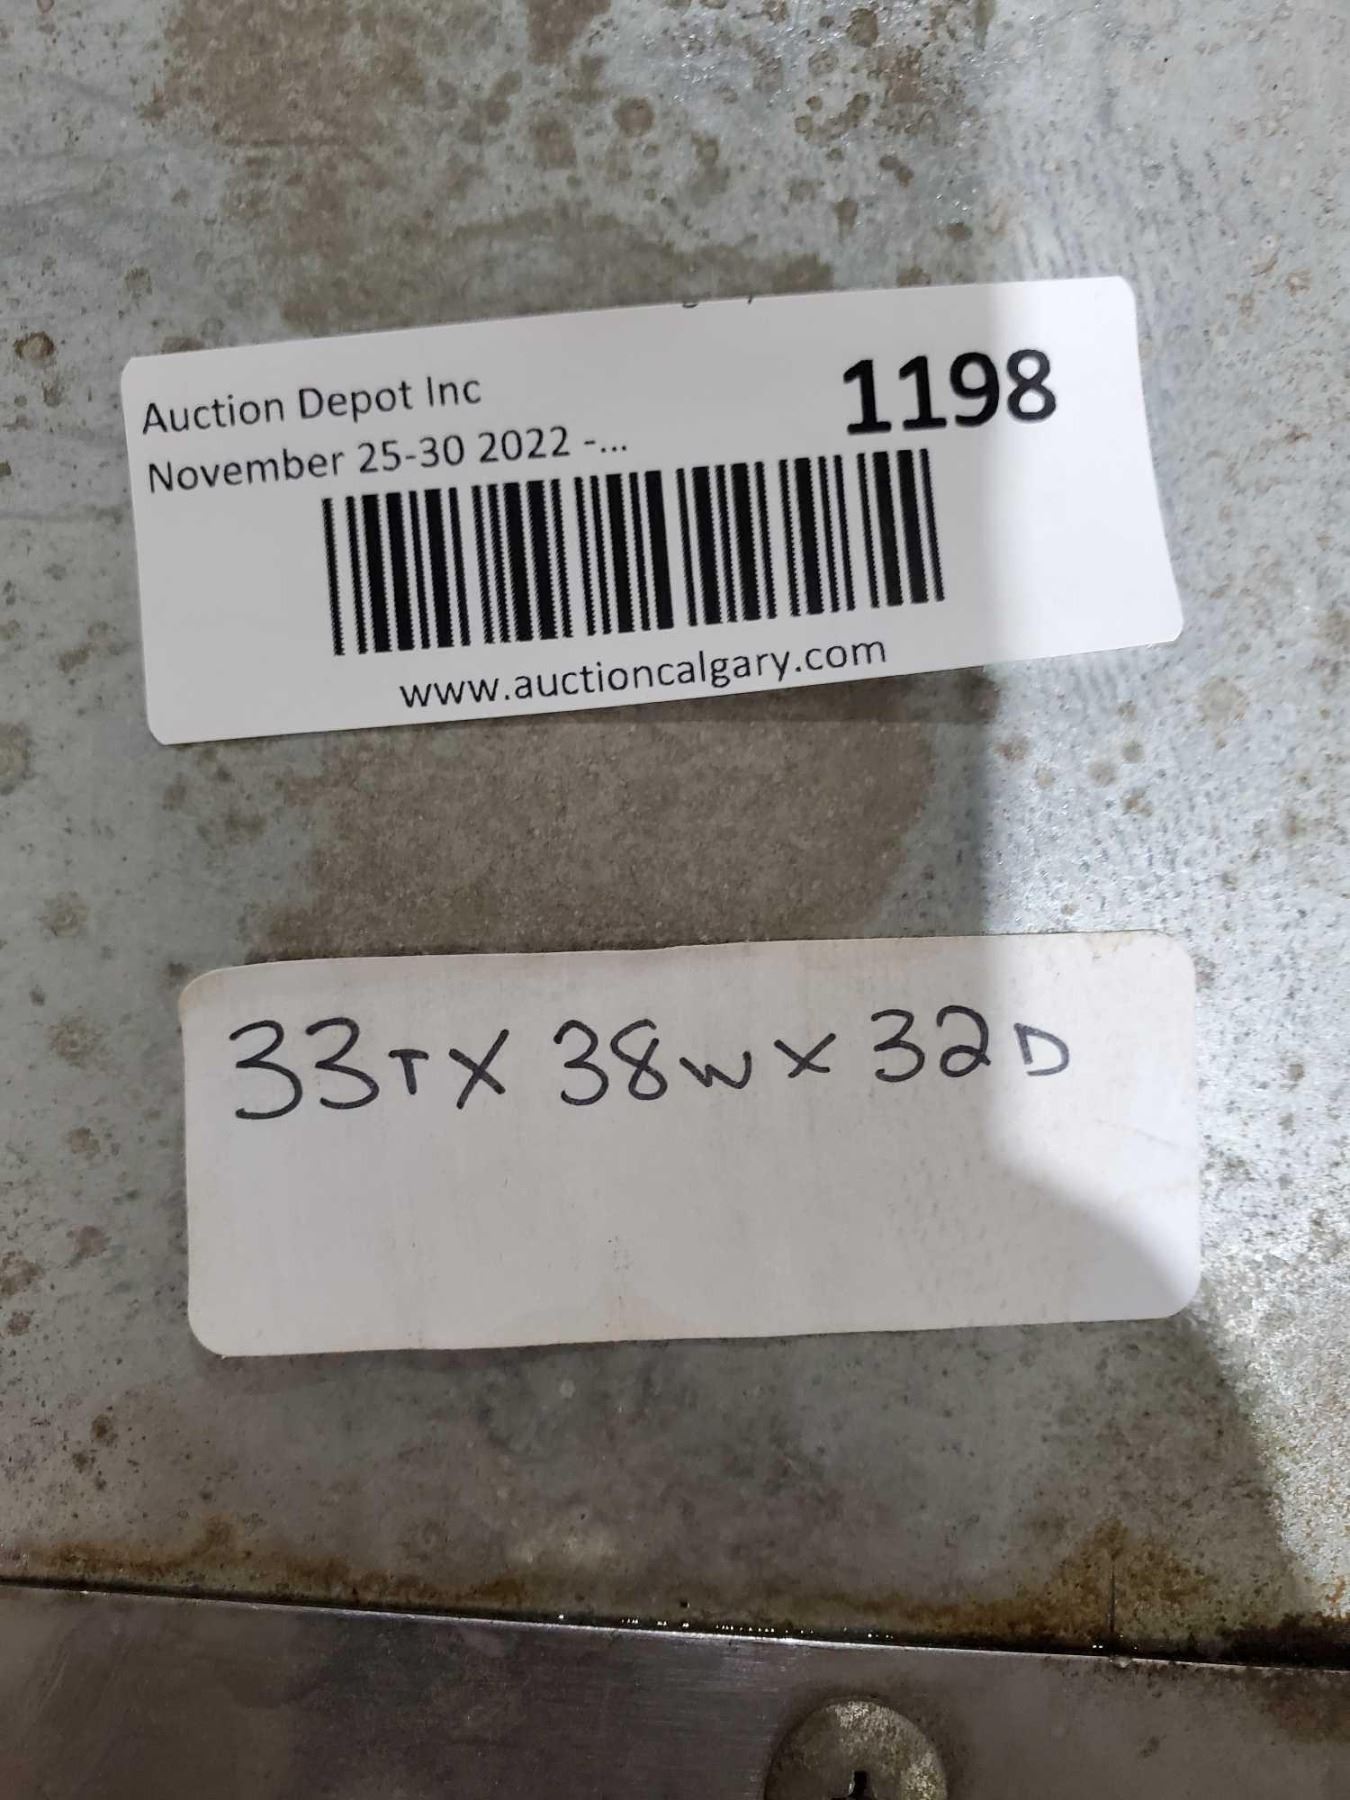 Auction Depot Inc
1198
November 25-30 2022 -...
www.auctioncalgary.com
33T X 38W X 32D